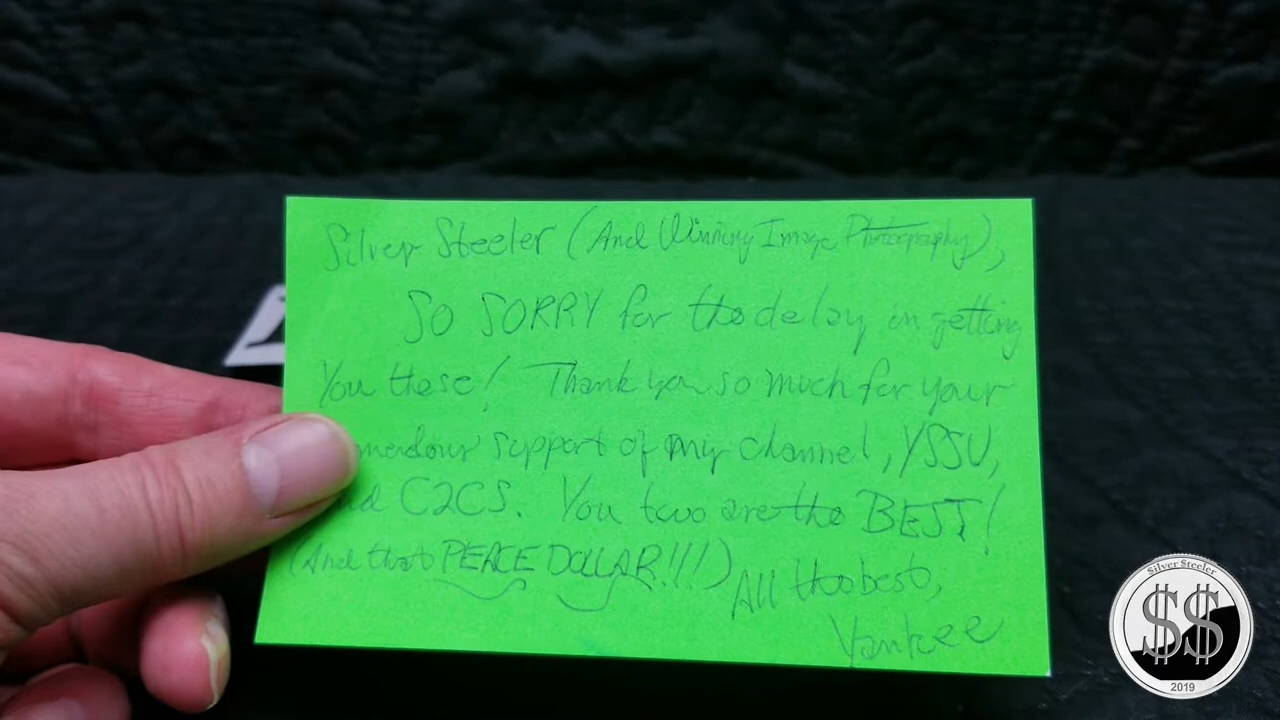 Silver Steeler (And Winning Image Photography),
SO SORRY for the delay in getting
You these! Thank you so much for your
support of my channel, YSSU,
C2CS. You two are the BEST!
(And that PEACE DOLLAR!!!) All the best,
Yankee
Silver Steeler
$$
2019